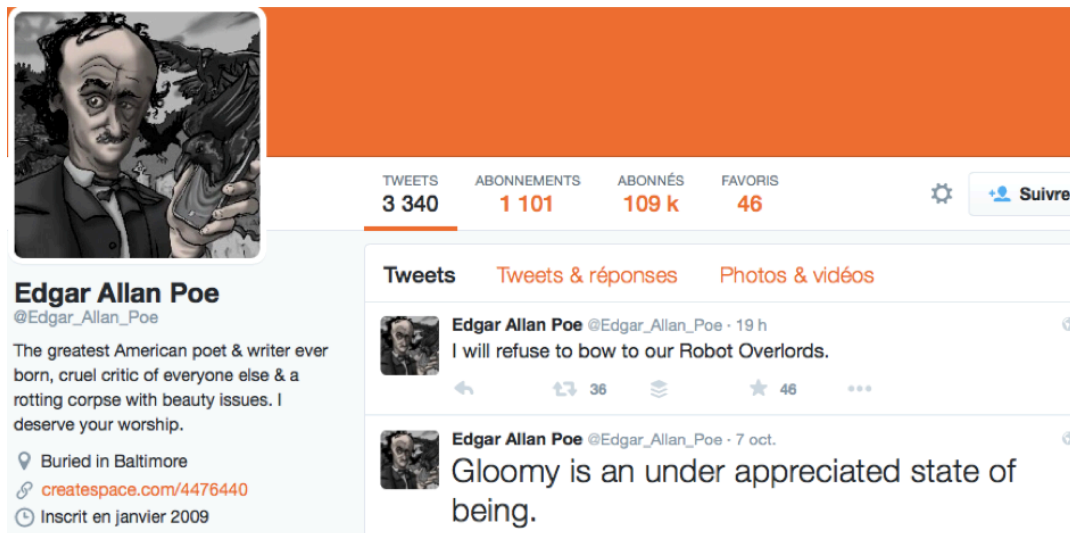 TWEETS
3 340
ABONNEMENTS
1 101
ABONNÉS
109 k
FAVORIS
46
Suivre
Edgar Allan Poe
@Edgar_Allan_Poe
The greatest American poet & writer ever
born, cruel critic of everyone else & a
rotting corpse with beauty issues. I
deserve your worship.
Buried in Baltimore
createspace.com/4476440
Inscrit en janvier 2009
Tweets
Tweets & réponses
Photos & vidéos
Edgar Allan Poe @Edgar_Allan_Poe · 19 h
I will refuse to bow to our Robot Overlords.
36
46
Edgar Allan Poe @Edgar_Allan_Poe · 7 oct.
Gloomy is an under appreciated state of
being.